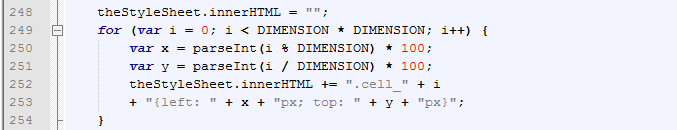 248 theStyleSheet.innerHTML = "";
249 for (var i = 0; i < DIMENSION * DIMENSION; i++) {
250 var x = parseInt(i % DIMENSION) * 100;
251 var y = parseInt(i / DIMENSION) * 100;
252 theStyleSheet.innerHTML += ".cell_" + i
253 + "{left: " + x + "px; top: " + y + "px}";
254 }